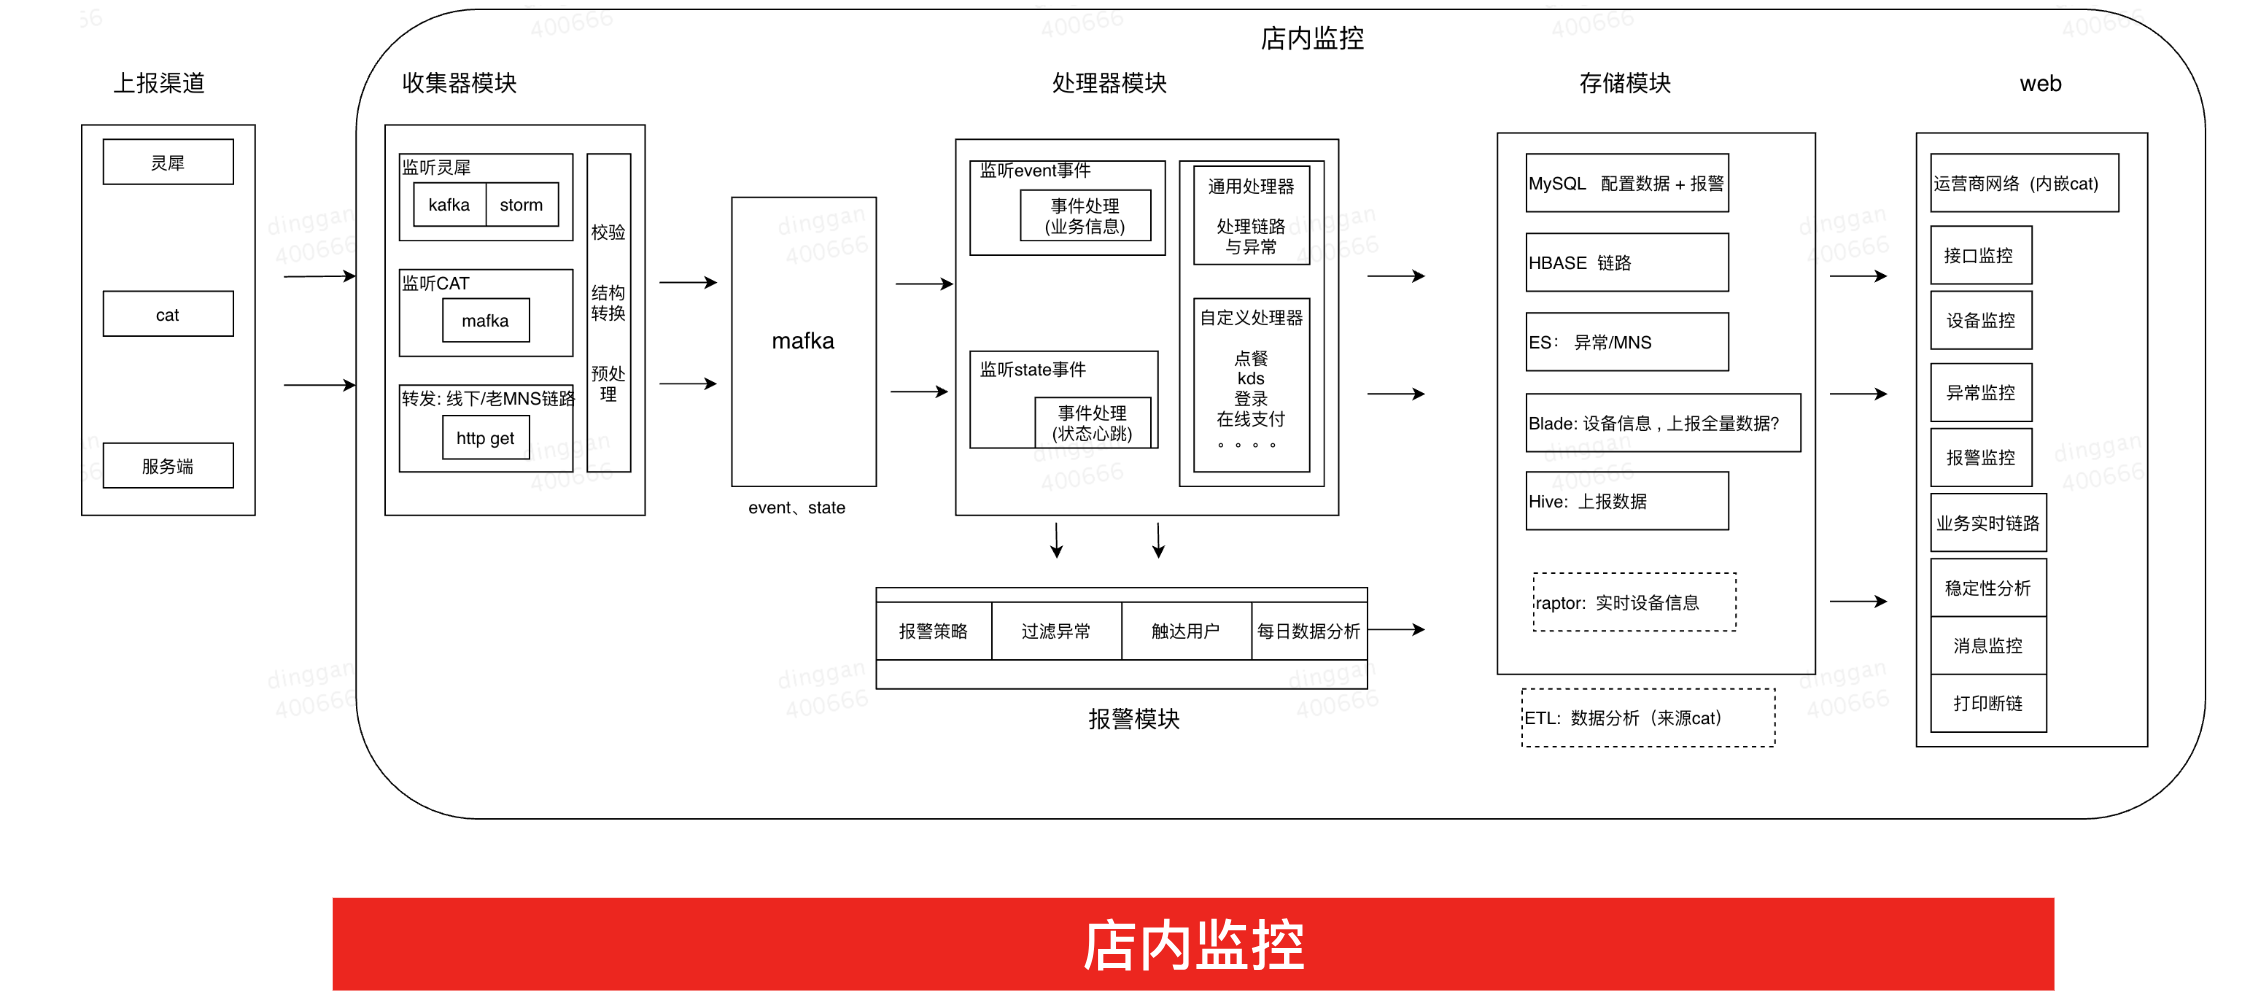 店内监控
上报渠道
灵犀
cat
服务端
收集器模块
监听灵犀
kafka
storm
监听CAT
mafka
转发: 线下/老MNS链路
http get
校验
结构
转换
预处
理
mafka
event、state
处理器模块
监听event事件
事件处理
(业务信息)
监听state事件
事件处理
(状态心跳)
通用处理器
处理链路
与异常
自定义处理器
点餐
kds
登录
在线支付
。。。。
报警策略
过滤异常
触达用户
每日数据分析
报警模块
存储模块
MySQL 配置数据 + 报警
HBASE 链路
ES： 异常/MNS
Blade: 设备信息 , 上报全量数据?
Hive: 上报数据
raptor: 实时设备信息
ETL: 数据分析（来源cat）
web
运营商网络 (内嵌cat)
接口监控
设备监控
异常监控
报警监控
业务实时链路
稳定性分析
消息监控
打印断链
店内监控
dinggan
400666